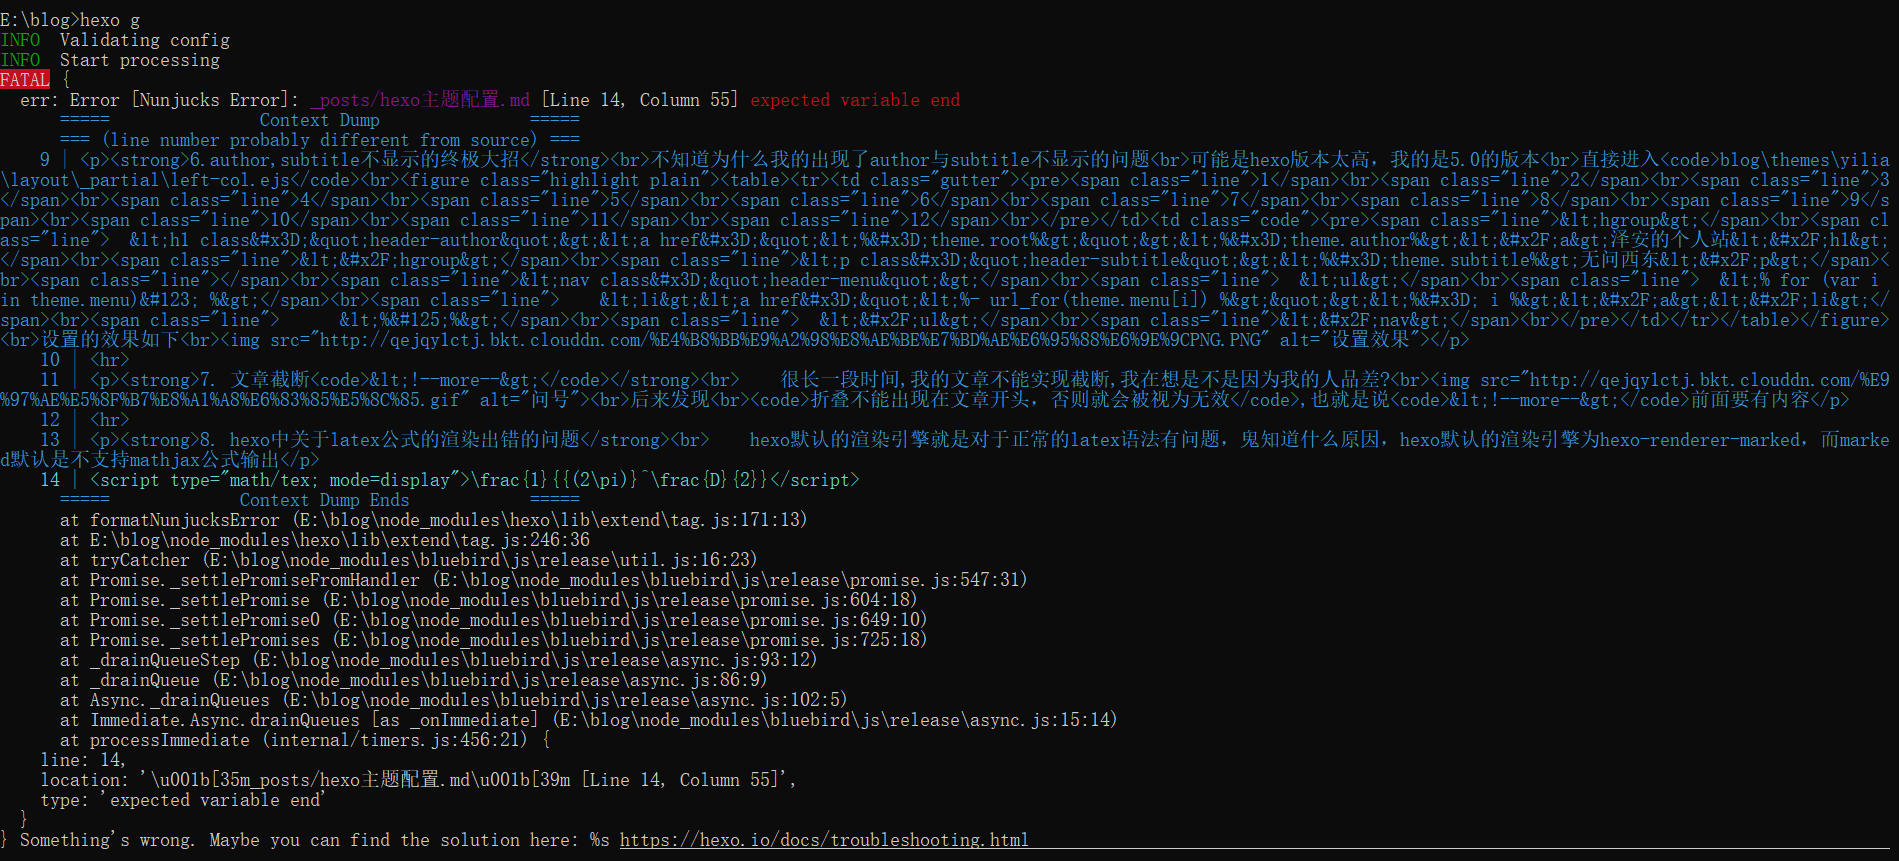 E:\blog>hexo g
INFO  Validating config
INFO  Start processing
FATAL {
  err: Error [Nunjucks Error]: _posts/hexo主题配置.md [Line 14, Column 55] expected variable end
      =====               Context Dump               =====
      === (line number probably different from source) ===
    9 | <p><strong>6.author,subtitle不显示的终极大招</strong><br>不知道为什么我的出现了author与subtitle不显示的问题<br>可能是hexo版本太高，我的是5.0的版本<br>直接进入<code>blog\themes\yilia
\layout\_partial\left-col.ejs</code><br><figure class="highlight plain"><table><tr><td class="gutter"><pre><span class="line">1</span><br><span class="line">2</span><br><span class="line">3
</span><br><span class="line">4</span><br><span class="line">5</span><br><span class="line">6</span><br><span class="line">7</span><br><span class="line">8</span><br><span class="line">9</s
pan><br><span class="line">10</span><br><span class="line">11</span><br><span class="line">12</span><br></pre></td><td class="code"><pre><span class="line">&lt;hgroup&gt;</span><br><span cl
ass="line">  &lt;h1 class&#x3D;&quot;header-author&quot;&gt;&lt;a href&#x3D;&quot;&lt;%&#x3D;theme.root%&gt;&quot;&gt;&lt;%&#x3D;theme.author%&gt;&lt;&#x2F;a&gt;泽安的个人站&lt;&#x2F;h1&gt;
</span><br><span class="line">&lt;&#x2F;hgroup&gt;</span><br><span class="line">&lt;p class&#x3D;&quot;header-subtitle&quot;&gt;&lt;%&#x3D;theme.subtitle%&gt;无问西东&lt;&#x2F;p&gt;</span><
br><span class="line"></span><br><span class="line">&lt;nav class&#x3D;&quot;header-menu&quot;&gt;</span><br><span class="line">  &lt;ul&gt;</span><br><span class="line">  &lt;% for (var i
in theme.menu)&#123; %&gt;</span><br><span class="line">    &lt;li&gt;&lt;a href&#x3D;&quot;&lt;%- url_for(theme.menu[i]) %&gt;&quot;&gt;&lt;%&#x3D; i %&gt;&lt;&#x2F;a&gt;&lt;&#x2F;li&gt;</
span><br><span class="line">      &lt;%&#125;%&gt;</span><br><span class="line">  &lt;&#x2F;ul&gt;</span><br><span class="line">&lt;&#x2F;nav&gt;</span><br></pre></td></tr></table></figure>
<br>设置的效果如下<br><img src="http://qejqylctj.bkt.clouddn.com/%E4%B8%BB%E9%A2%98%E8%AE%BE%E7%BD%AE%E6%95%88%E6%9E%9CPNG.PNG" alt="设置效果"></p>
   10 | <hr>
   11 | <p><strong>7. 文章截断<code>&lt;!--more--&gt;</code></strong><br>    很长一段时间,我的文章不能实现截断,我在想是不是因为我的人品差?<br><img src="http://qejqylctj.bkt.clouddn.com/%E9
%97%AE%E5%8F%B7%E8%A1%A8%E6%83%85%E5%8C%85.gif" alt="问号"><br>后来发现<br><code>折叠不能出现在文章开头，否则就会被视为无效</code>,也就是说<code>&lt;!--more--&gt;</code>前面要有内容</p>
   12 | <hr>
   13 | <p><strong>8. hexo中关于latex公式的渲染出错的问题</strong><br>    hexo默认的渲染引擎就是对于正常的latex语法有问题，鬼知道什么原因，hexo默认的渲染引擎为hexo-renderer-marked，而marke
d默认是不支持mathjax公式输出</p>
   14 | <script type="math/tex; mode=display">\frac{1}{{(2\pi)}^\frac{D}{2}}</script>
      =====             Context Dump Ends            =====
      at formatNunjucksError (E:\blog\node_modules\hexo\lib\extend\tag.js:171:13)
      at E:\blog\node_modules\hexo\lib\extend\tag.js:246:36
      at tryCatcher (E:\blog\node_modules\bluebird\js\release\util.js:16:23)
      at Promise._settlePromiseFromHandler (E:\blog\node_modules\bluebird\js\release\promise.js:547:31)
      at Promise._settlePromise (E:\blog\node_modules\bluebird\js\release\promise.js:604:18)
      at Promise._settlePromise0 (E:\blog\node_modules\bluebird\js\release\promise.js:649:10)
      at Promise._settlePromises (E:\blog\node_modules\bluebird\js\release\promise.js:725:18)
      at _drainQueueStep (E:\blog\node_modules\bluebird\js\release\async.js:93:12)
      at _drainQueue (E:\blog\node_modules\bluebird\js\release\async.js:86:9)
      at Async._drainQueues (E:\blog\node_modules\bluebird\js\release\async.js:102:5)
      at Immediate.Async.drainQueues [as _onImmediate] (E:\blog\node_modules\bluebird\js\release\async.js:15:14)
      at processImmediate (internal/timers.js:456:21) {
    line: 14,
    location: '\u001b[35m_posts/hexo主题配置.md\u001b[39m [Line 14, Column 55]',
    type: 'expected variable end'
  }
} Something's wrong. Maybe you can find the solution here: %s https://hexo.io/docs/troubleshooting.html